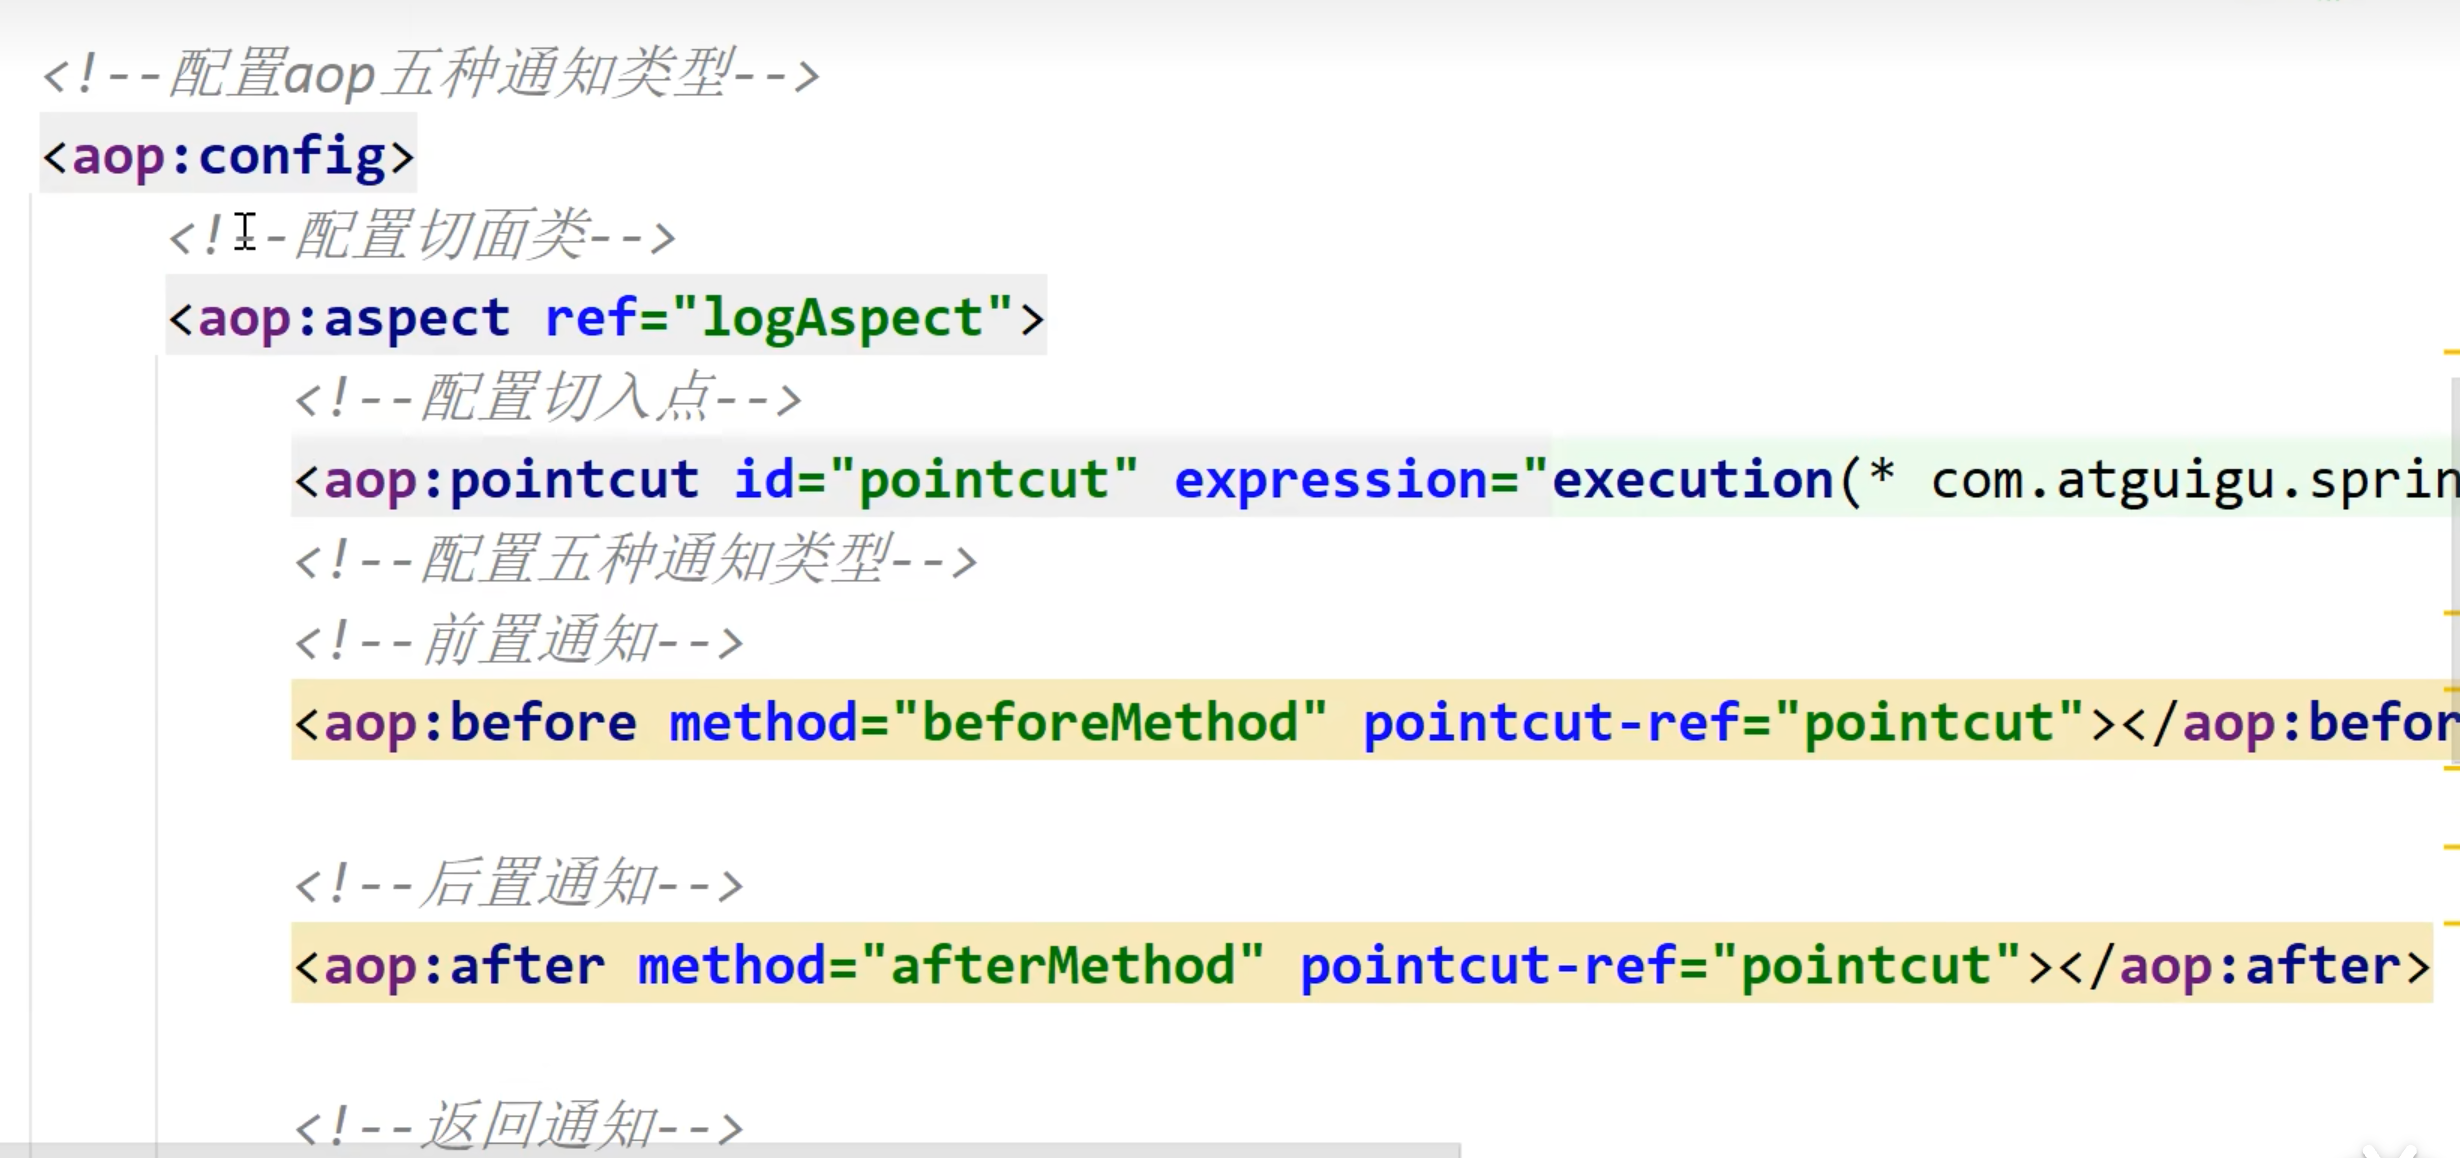 <!--配置aop五种通知类型-->
<aop:config>
<!--配置切面类-->
<aop:aspect ref="logAspect">
<!--配置切入点-->
<aop:pointcut id="pointcut" expression="execution(* com.atguigu.sprin
<!--配置五种通知类型-->
<!--前置通知-->
<aop:before method="beforeMethod" pointcut-ref="pointcut"></aop:befor
<!--后置通知-->
<aop:after method="afterMethod" pointcut-ref="pointcut"></aop:after>
<!--返回通知-->